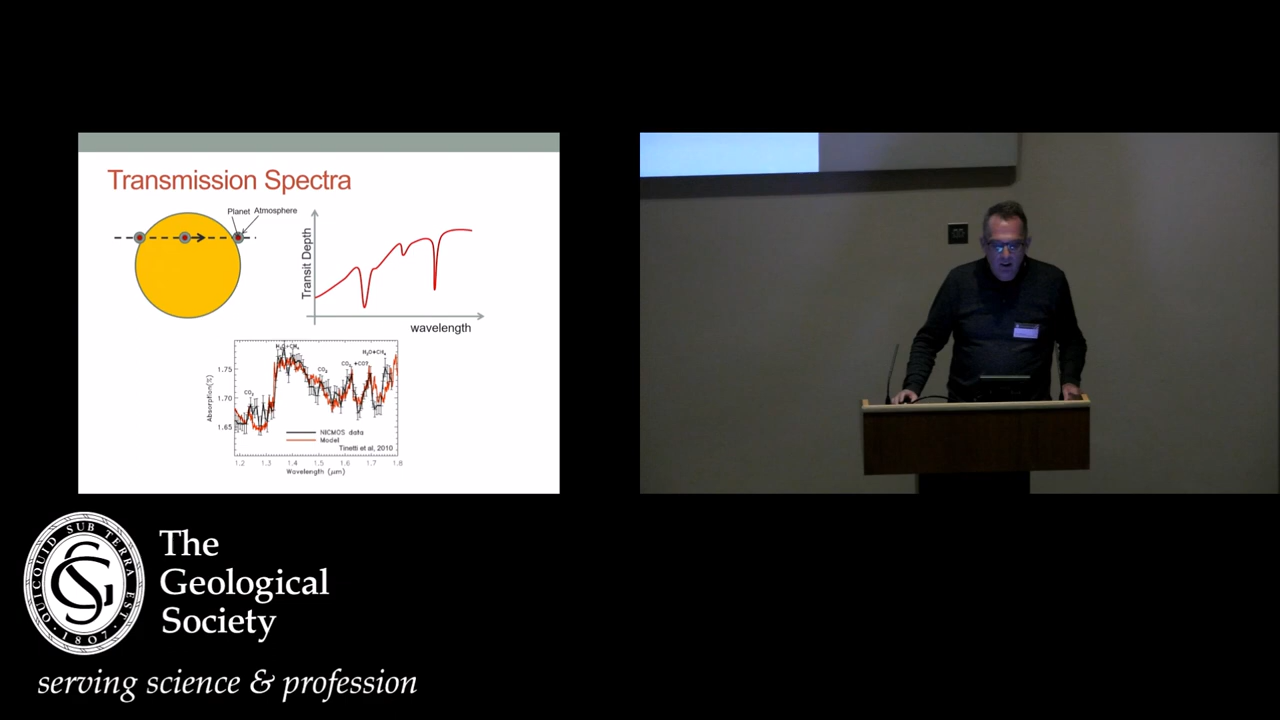 Transmission Spectra
Planet
Atmosphere
Transit Depth
wavelength
H₂O+CH₄
H₂O+CH₄
CO₂
CO₂
CO₂ +CO?
1.75
1.70
1.65
Absorption(%)
NICMOS data
Model
Tinetti et al, 2010
1.2 1.3 1.4 1.5 1.6 1.7 1.8
Wavelength (μm)
QUICQUID SUB TERRA EST
· 1807 ·
The
Geological
Society
serving science & profession